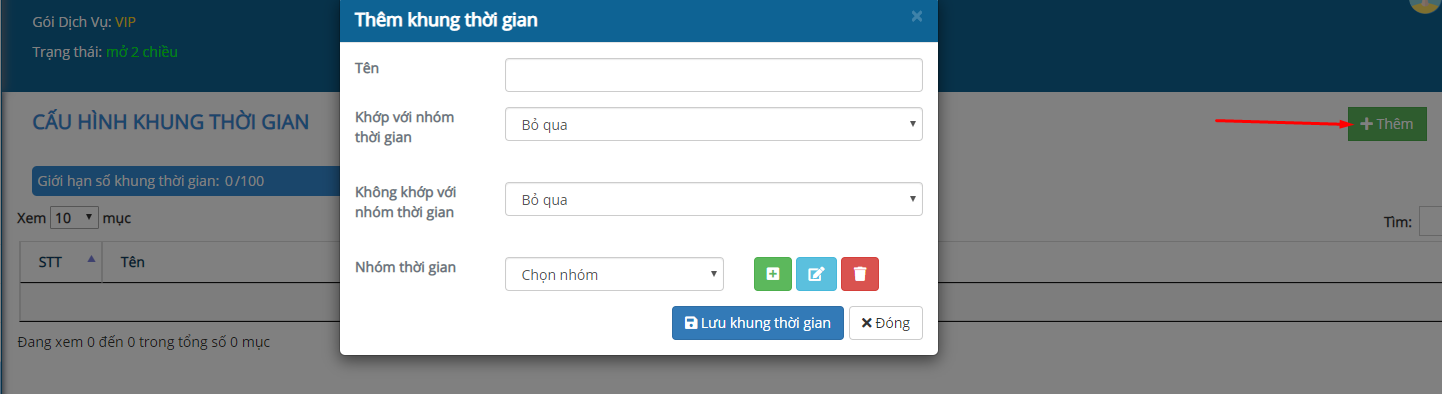 Gói Dịch Vụ: VIP
Trạng thái: mở 2 chiều
Thêm khung thời gian
×
Tên
Khớp với nhóm
thời gian
Bỏ qua
Không khớp với
nhóm thời gian
Bỏ qua
Nhóm thời gian
Chọn nhóm
Lưu khung thời gian
Đóng
CẤU HÌNH KHUNG THỜI GIAN
Thêm
Giới hạn số khung thời gian: 0/100
Xem 10 mục
Tìm:
STT Tên
Đang xem 0 đến 0 trong tổng số 0 mục